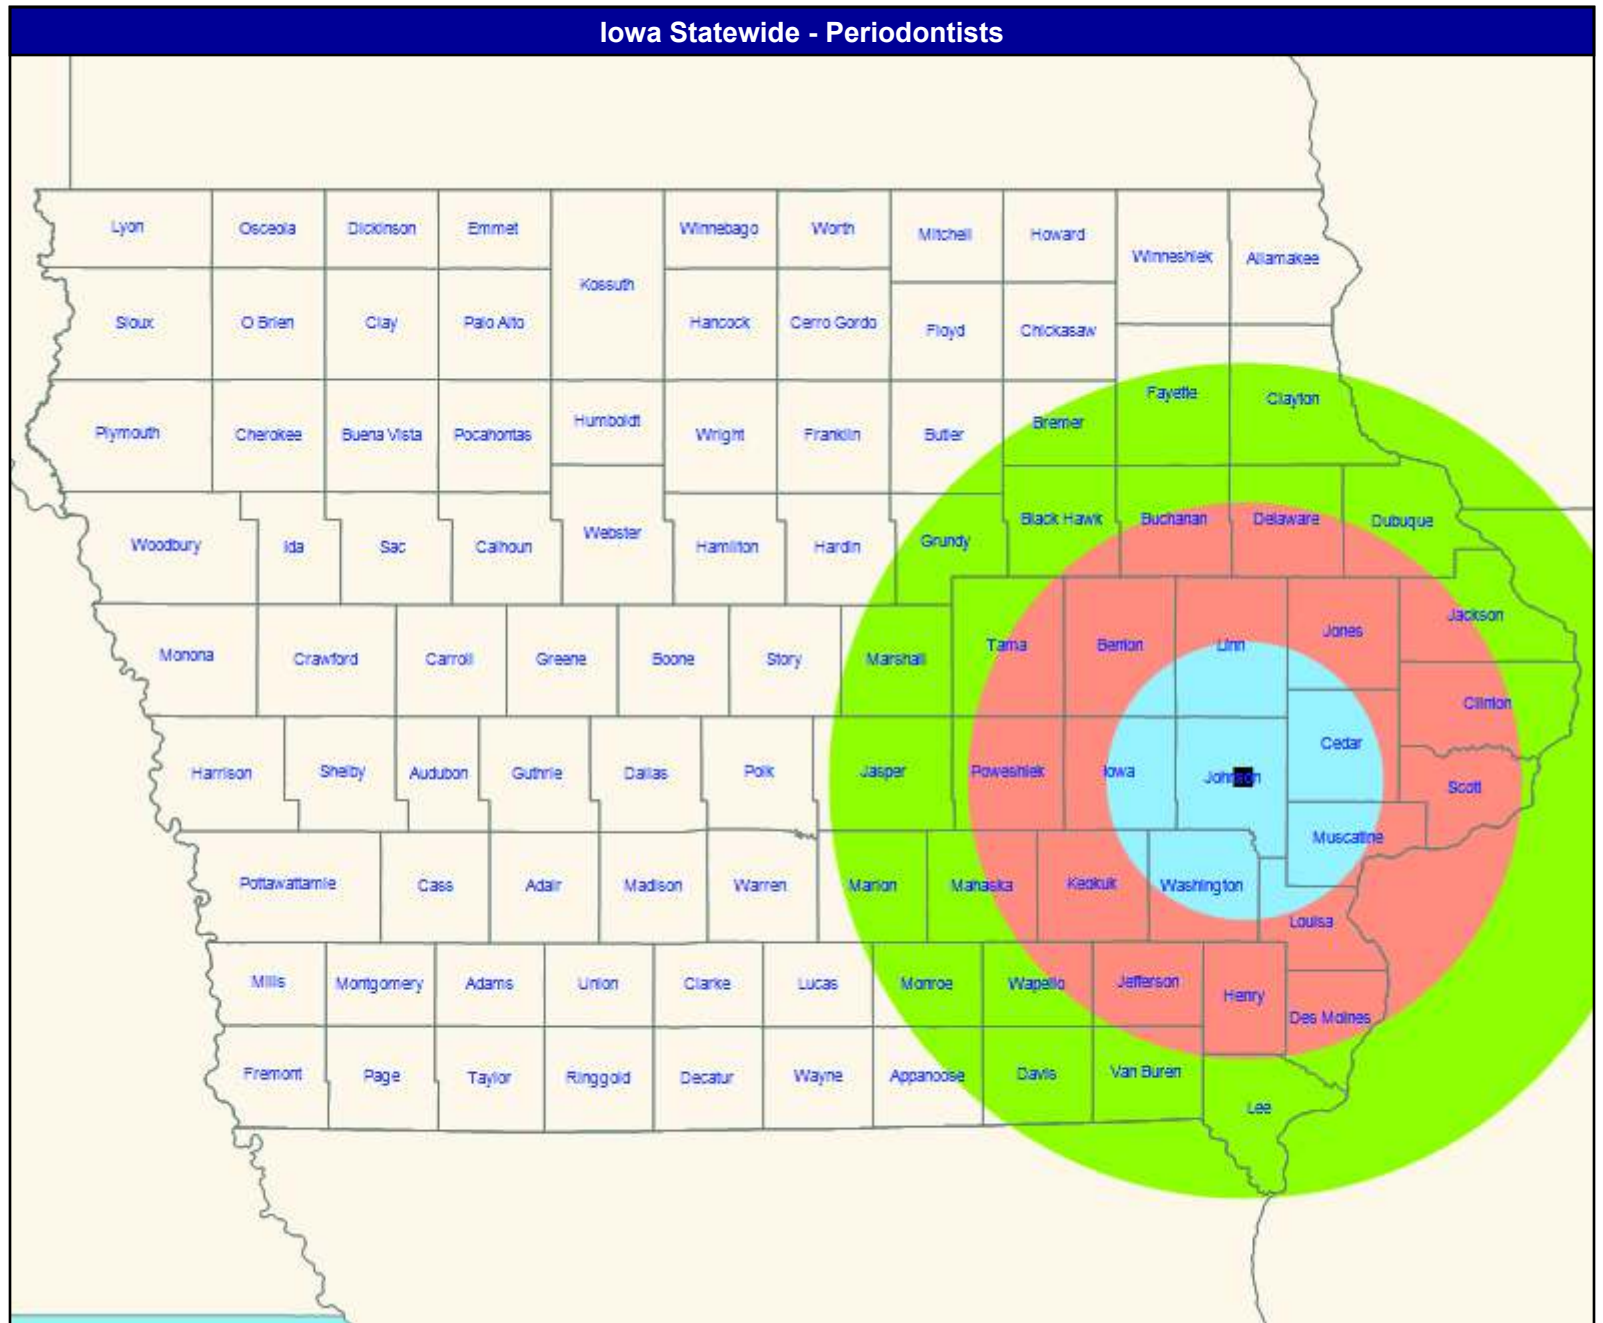 Iowa Statewide - Periodontists
Lyon Osceola Dickinson Emmet Winnebago Worth Mitchell Howard
Winneshiek Allamakee
Kossuth
Sioux O Brien Clay Palo Alto Hancock Cerro Gordo Floyd Chickasaw
Fayette Clayton
Plymouth Cherokee Buena Vista Pocahontas Humboldt Wright Franklin Butler Bremer
Woodbury Ida Sac Calhoun Webster Hamilton Hardin Grundy Black Hawk Buchanan Delaware Dubuque
Monona Crawford Carroll Greene Boone Story Marshall Tama Benton Linn Jones Jackson
Clinton
Harrison Shelby Audubon Guthrie Dallas Polk Jasper Poweshiek Iowa Johnson Cedar Scott
Muscatine
Pottawattamie Cass Adair Madison Warren Marion Mahaska Keokuk Washington
Louisa
Mills Montgomery Adams Union Clarke Lucas Monroe Wapello Jefferson Henry
Des Moines
Fremont Page Taylor Ringgold Decatur Wayne Appanoose Davis Van Buren
Lee